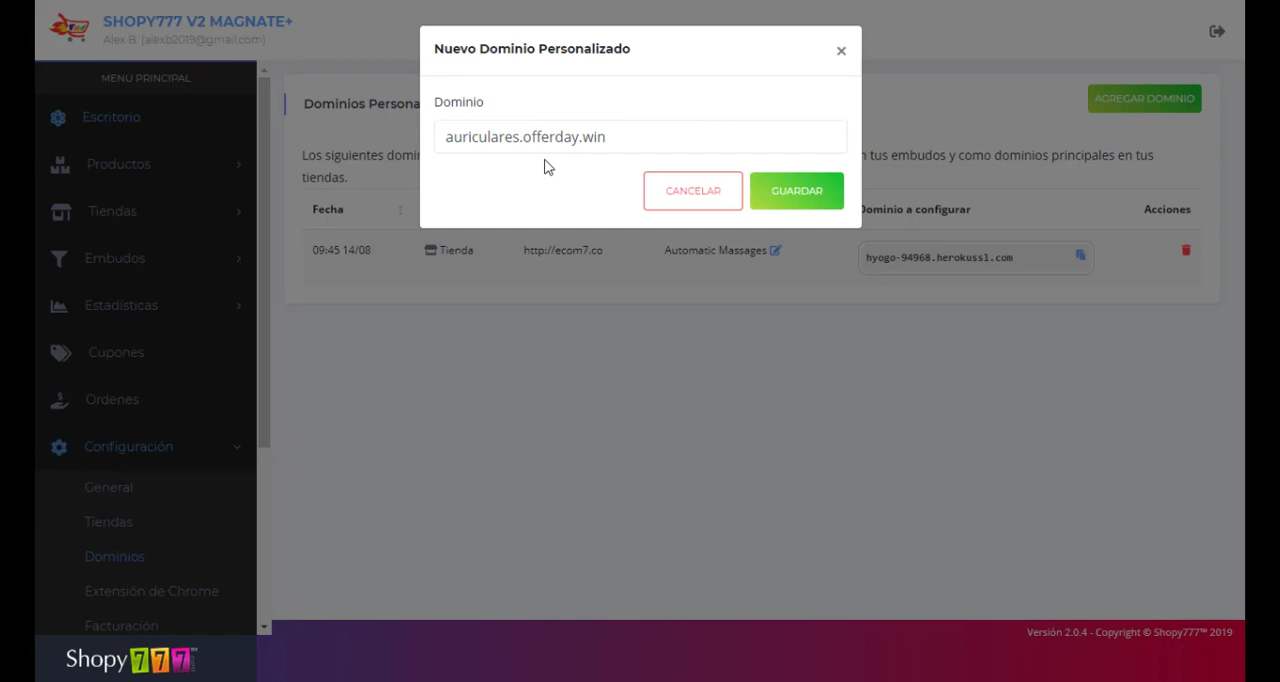 SHOPY777 V2 MAGNATE+
Alex B. [alexb2019@gmail.com]
MENU PRINCIPAL
Escritorio
Productos
Tiendas
Embudos
Estadísticas
Cupones
Ordenes
Configuración
General
Tiendas
Dominios
Extensión de Chrome
Facturación
Shopy777™
Nuevo Dominio Personalizado
×
Dominio
auriculares.offerday.win
CANCELAR
GUARDAR
Dominios Persona
AGREGAR DOMINIO
Los siguientes domin
n tus embudos y como dominios principales en tus
tiendas.
Fecha
Dominio a configurar
Acciones
09:45 14/08
Tienda
http://ecom7.co
Automatic Massages
hyogo-94968.herokussl.com
Versión 2.0.4 - Copyright © Shopy777™ 2019